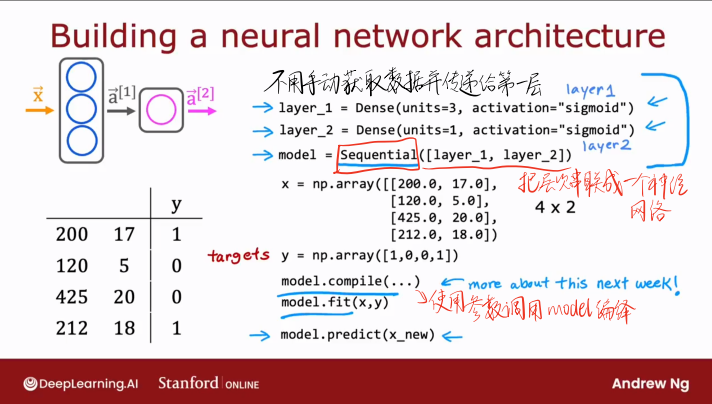 Building a neural network architecture
不用手动获取数据并传递给第一层
x⃗ a⃗[1] a⃗[2]
layer_1 = Dense(units=3, activation="sigmoid") layer1
layer_2 = Dense(units=1, activation="sigmoid")
model = Sequential([layer_1, layer_2]) layer2
把层次串联成一个神经
网络
x = np.array([[200.0, 17.0],
[120.0, 5.0],
[425.0, 20.0],
[212.0, 18.0]])
4 x 2
y
200 17 1
120 5 0
425 20 0
212 18 1
targets y = np.array([1,0,0,1])
model.compile(...) more about this next week!
model.fit(x,y) 使用参数调用model编译
model.predict(x_new)
DeepLearning.AI Stanford ONLINE Andrew Ng